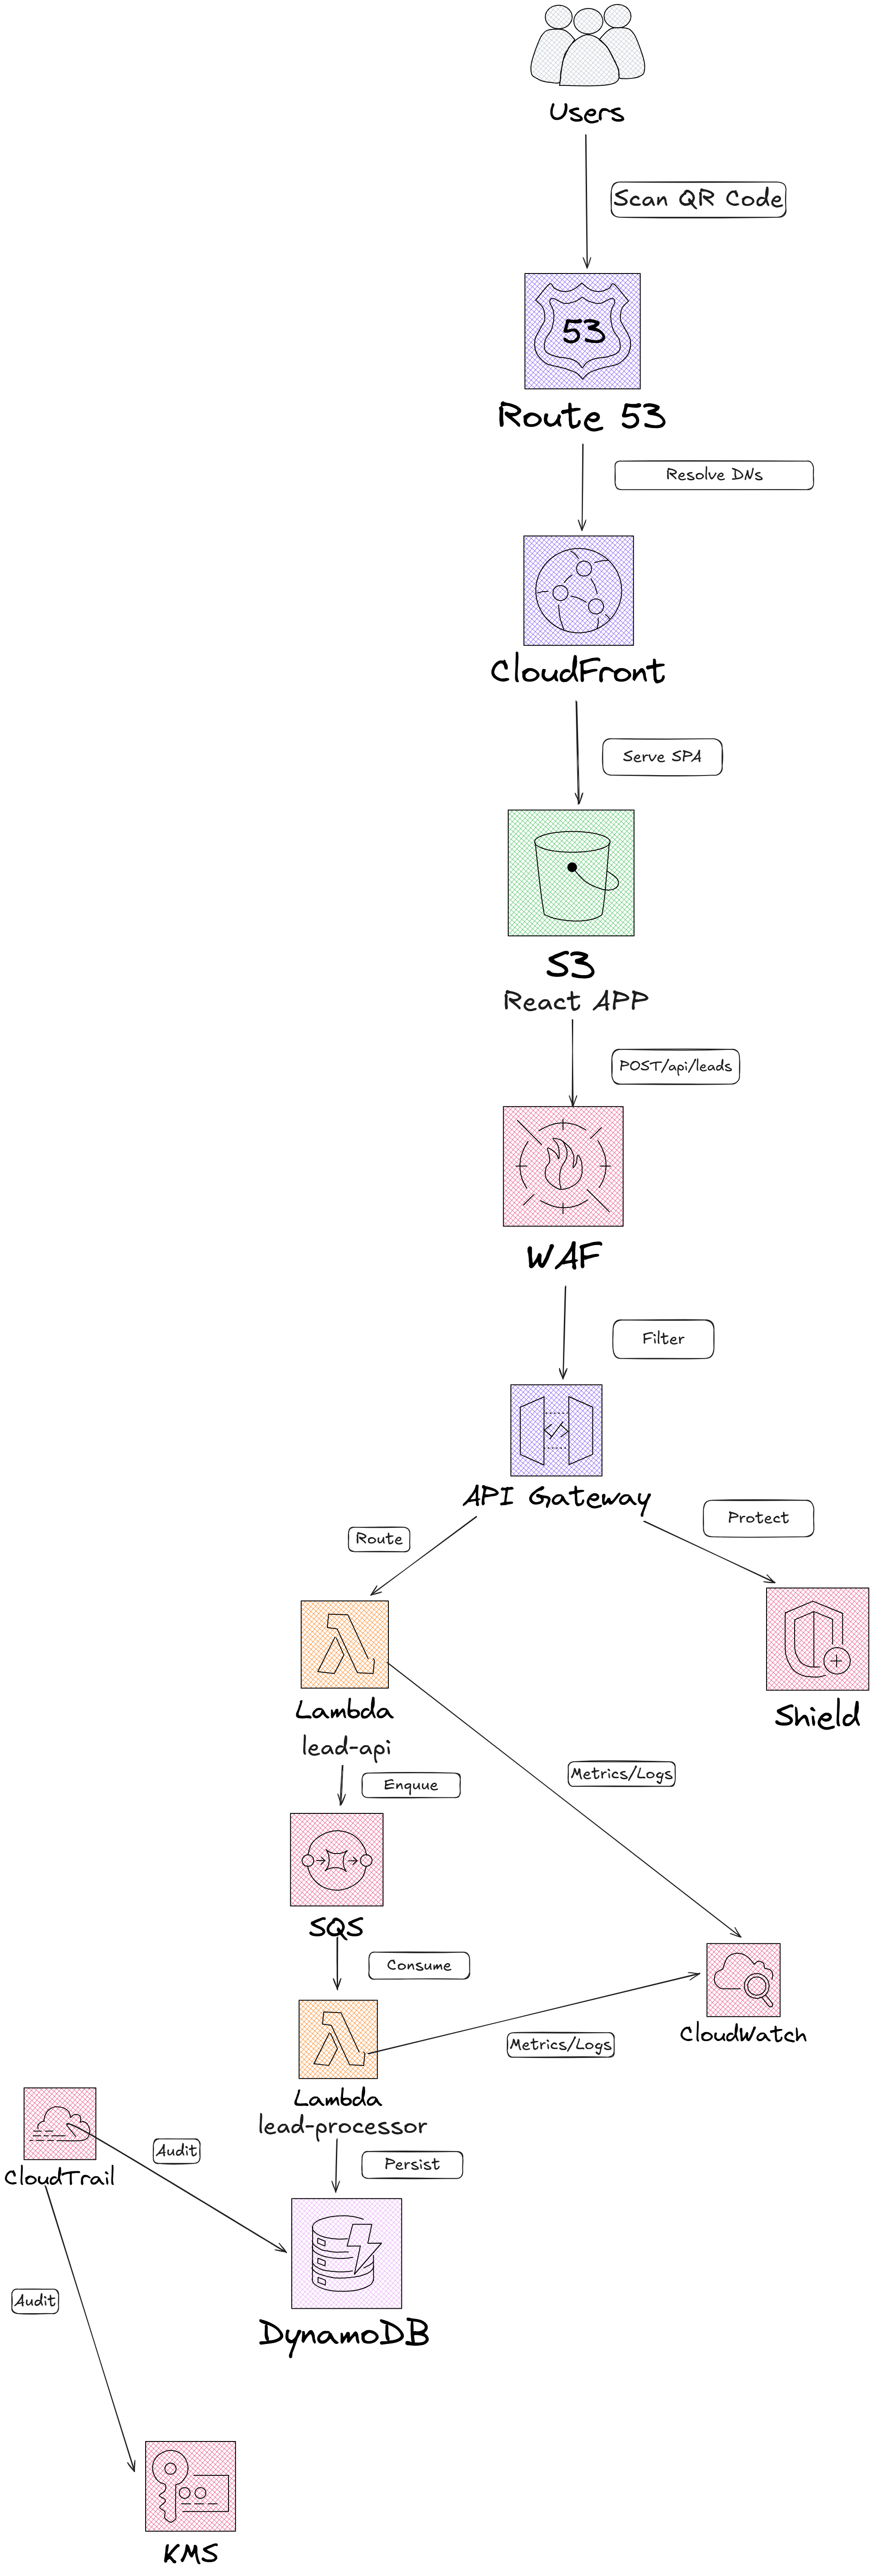 Users
Scan QR Code
53
Route 53
Resolve DNs
CloudFront
Serve SPA
S3
React APP
POST/api/leads
WAF
Filter
</>
API Gateway
Route
Protect
Lambda
lead-api
Shield
Metrics/Logs
Enquue
SQS
Consume
CloudWatch
Metrics/Logs
Lambda
lead-processor
Audit
Persist
CloudTrail
Audit
DynamoDB
KMS